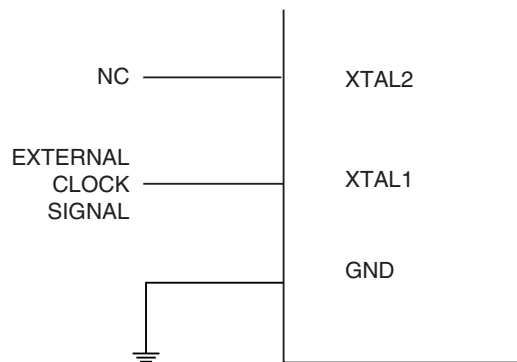 NC
XTAL2
EXTERNAL
CLOCK
SIGNAL
XTAL1
GND